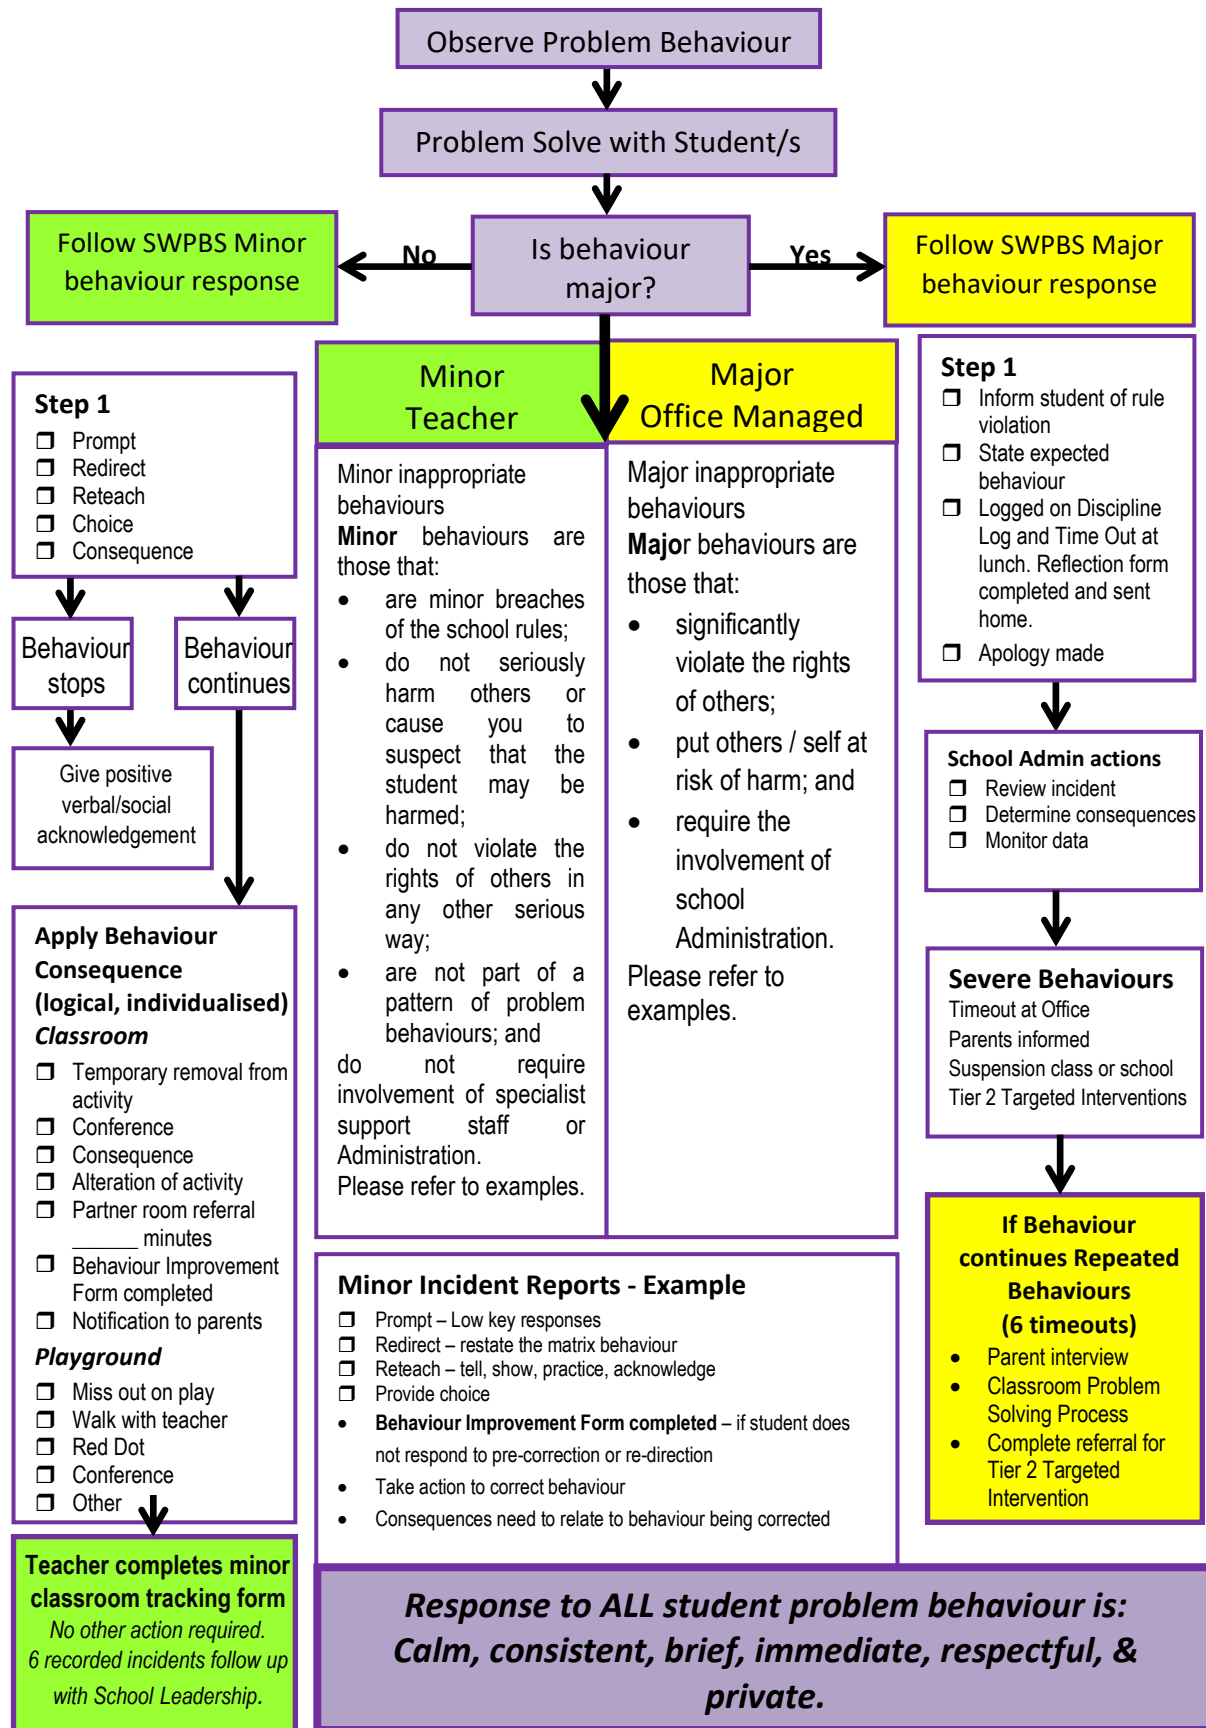 Observe Problem Behaviour
Problem Solve with Student/s
Is behaviour
major?
No
Yes
Follow SWPBS Minor
behaviour response
Follow SWPBS Major
behaviour response
Step 1
❒ Prompt
❒ Redirect
❒ Reteach
❒ Choice
❒ Consequence
Behaviour
stops
Behaviour
continues
Give positive
verbal/social
acknowledgement
Apply Behaviour
Consequence
(logical, individualised)
Classroom
❒ Temporary removal from
activity
❒ Conference
❒ Consequence
❒ Alteration of activity
❒ Partner room referral
______ minutes
❒ Behaviour Improvement
Form completed
❒ Notification to parents
Playground
❒ Miss out on play
❒ Walk with teacher
❒ Red Dot
❒ Conference
❒ Other
Teacher completes minor
classroom tracking form
No other action required.
6 recorded incidents follow up
with School Leadership.
Minor
Teacher
Minor inappropriate
behaviours
Minor behaviours are
those that:
• are minor breaches
of the school rules;
• do not seriously
harm others or
cause you to
suspect that the
student may be
harmed;
• do not violate the
rights of others in
any other serious
way;
• are not part of a
pattern of problem
behaviours; and
do not require
involvement of specialist
support staff or
Administration.
Please refer to examples.
Major
Office Managed
Major inappropriate
behaviours
Major behaviours are
those that:
• significantly
violate the rights
of others;
• put others / self at
risk of harm; and
• require the
involvement of
school
Administration.
Please refer to
examples.
Minor Incident Reports - Example
❒ Prompt – Low key responses
❒ Redirect – restate the matrix behaviour
❒ Reteach – tell, show, practice, acknowledge
❒ Provide choice
• Behaviour Improvement Form completed – if student does
not respond to pre-correction or re-direction
• Take action to correct behaviour
• Consequences need to relate to behaviour being corrected
Step 1
❒ Inform student of rule
violation
❒ State expected
behaviour
❒ Logged on Discipline
Log and Time Out at
lunch. Reflection form
completed and sent
home.
❒ Apology made
School Admin actions
❒ Review incident
❒ Determine consequences
❒ Monitor data
Severe Behaviours
Timeout at Office
Parents informed
Suspension class or school
Tier 2 Targeted Interventions
If Behaviour
continues Repeated
Behaviours
(6 timeouts)
• Parent interview
• Classroom Problem
Solving Process
• Complete referral for
Tier 2 Targeted
Intervention
Response to ALL student problem behaviour is:
Calm, consistent, brief, immediate, respectful, &
private.